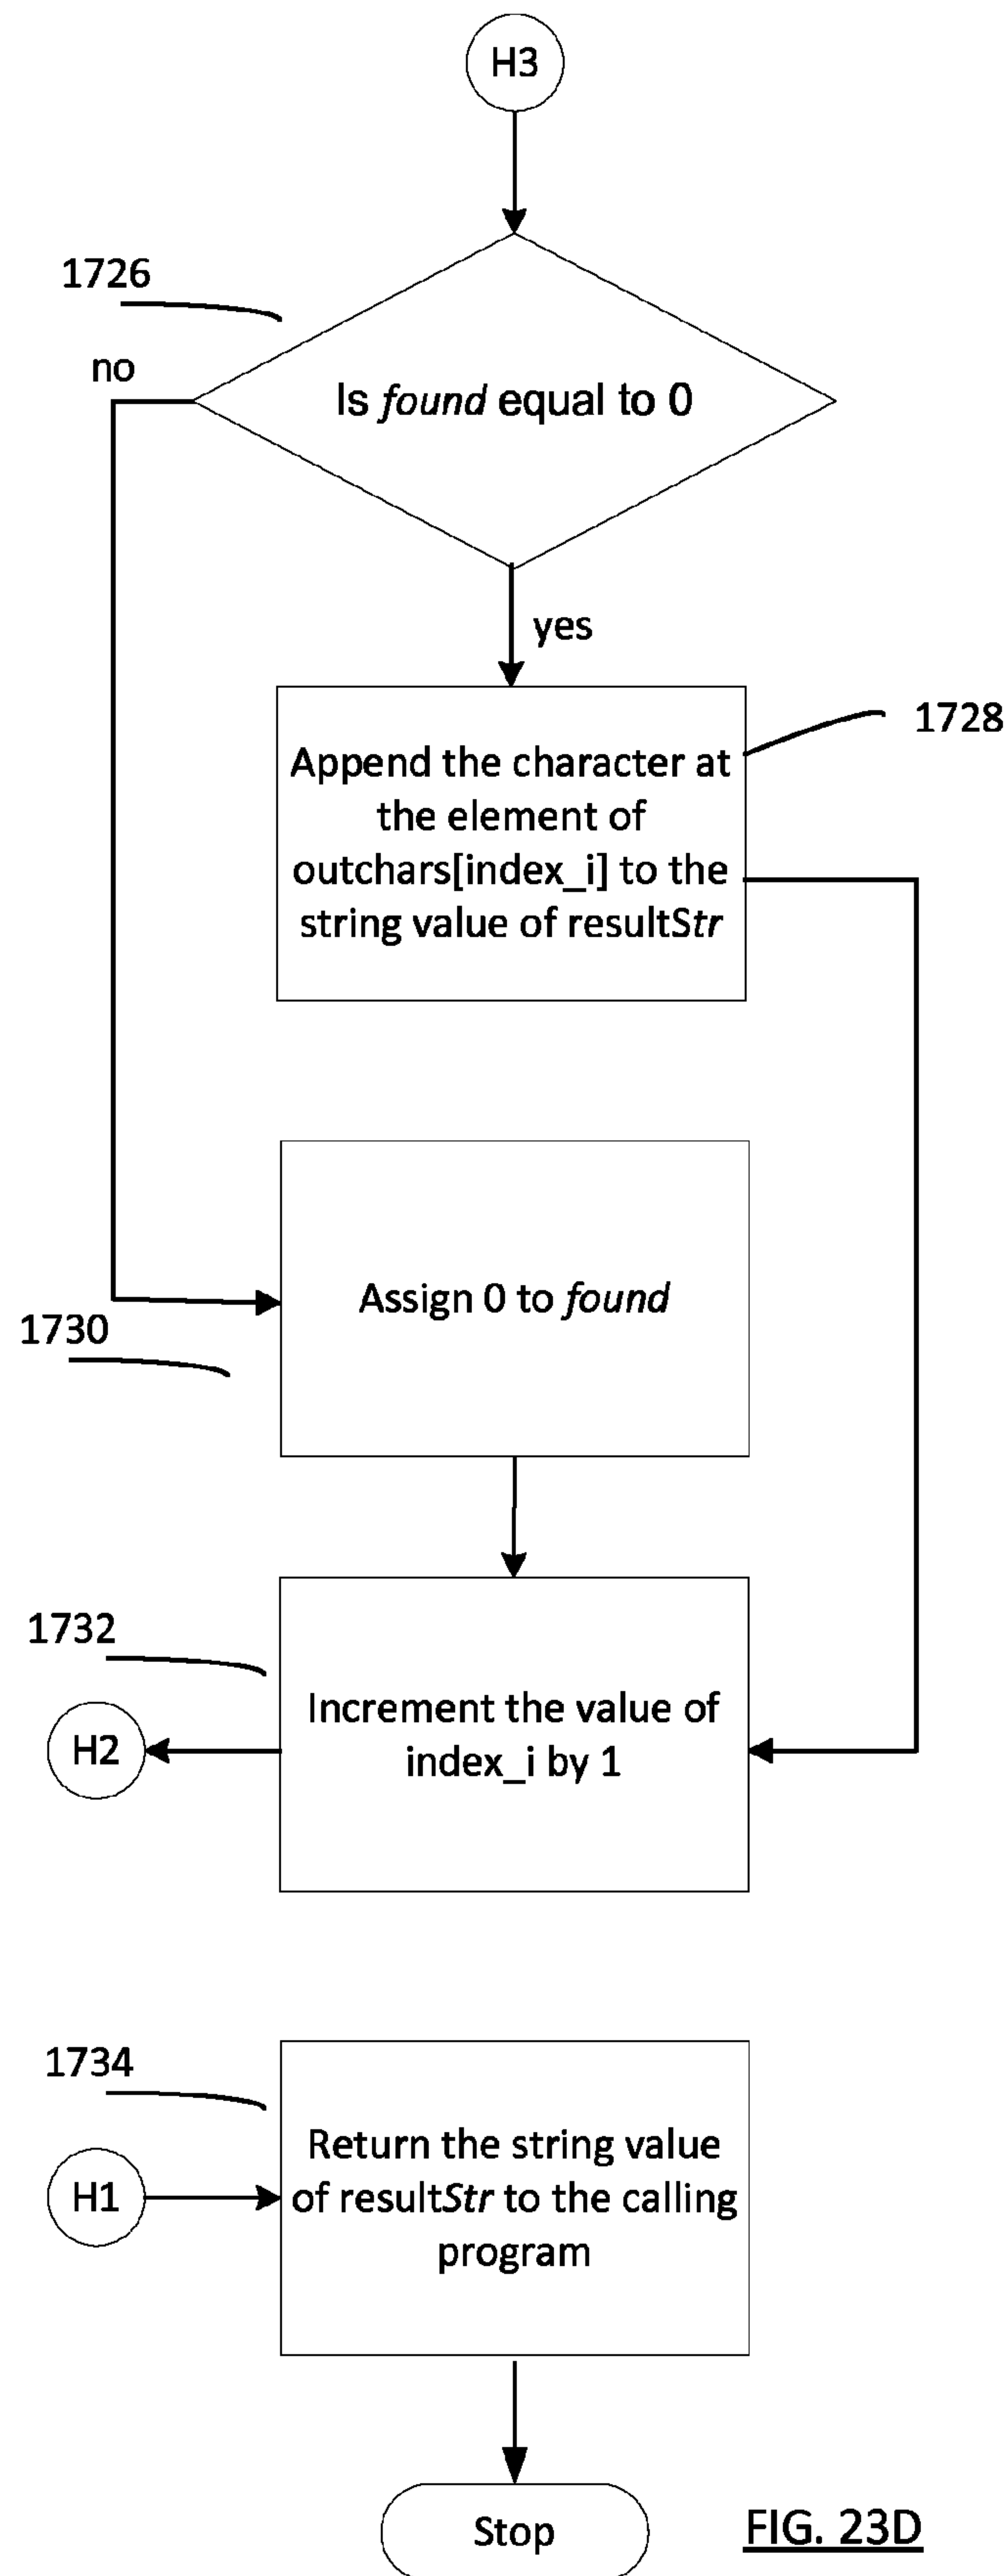 H3
1726
no
Is found equal to 0
yes
1728
Append the character at
the element of
outchars[index_i] to the
string value of resultStr
Assign 0 to found
1730
1732
Increment the value of
index_i by 1
H2
1734
Return the string value
of resultStr to the calling
program
H1
Stop
FIG. 23D